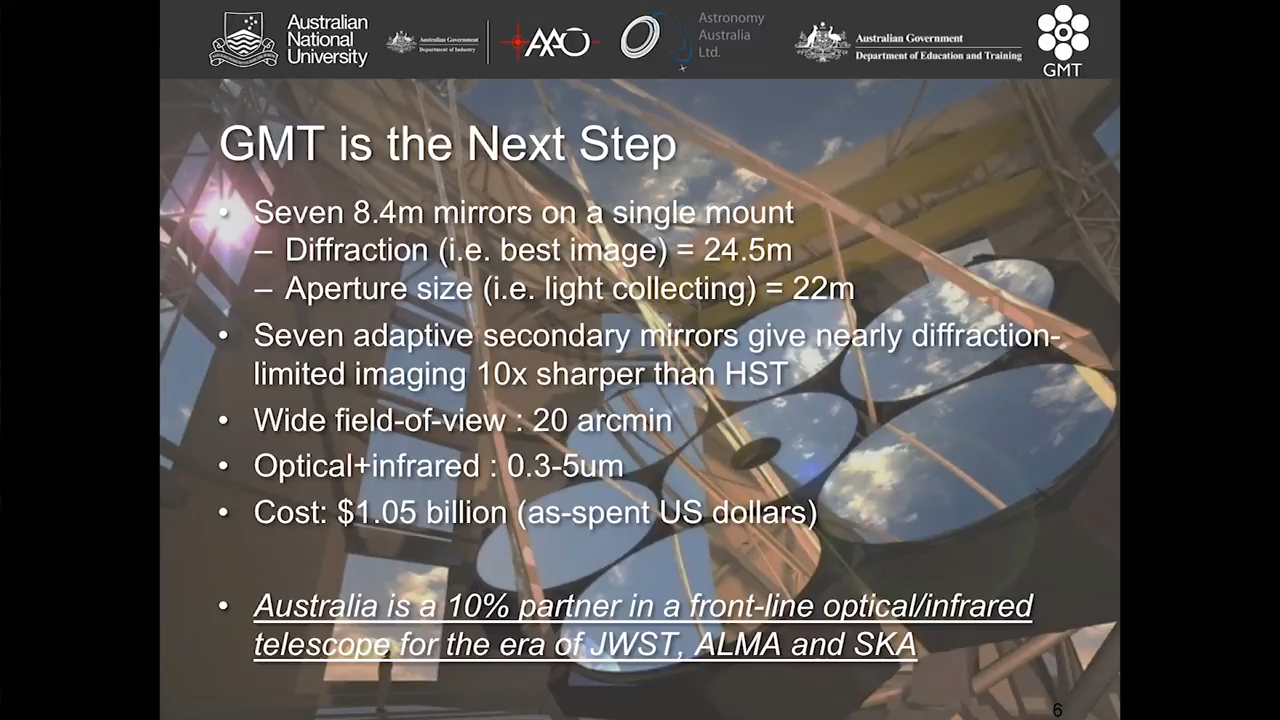 Australian
National
University
Australian Government
Department of Industry
AAO
Astronomy
Australia
Ltd.
Australian Government
Department of Education and Training
GMT
GMT is the Next Step
• Seven 8.4m mirrors on a single mount
– Diffraction (i.e. best image) = 24.5m
– Aperture size (i.e. light collecting) = 22m
• Seven adaptive secondary mirrors give nearly diffraction-
limited imaging 10x sharper than HST
• Wide field-of-view : 20 arcmin
• Optical+infrared : 0.3-5um
• Cost: $1.05 billion (as-spent US dollars)
• Australia is a 10% partner in a front-line optical/infrared
telescope for the era of JWST, ALMA and SKA
6